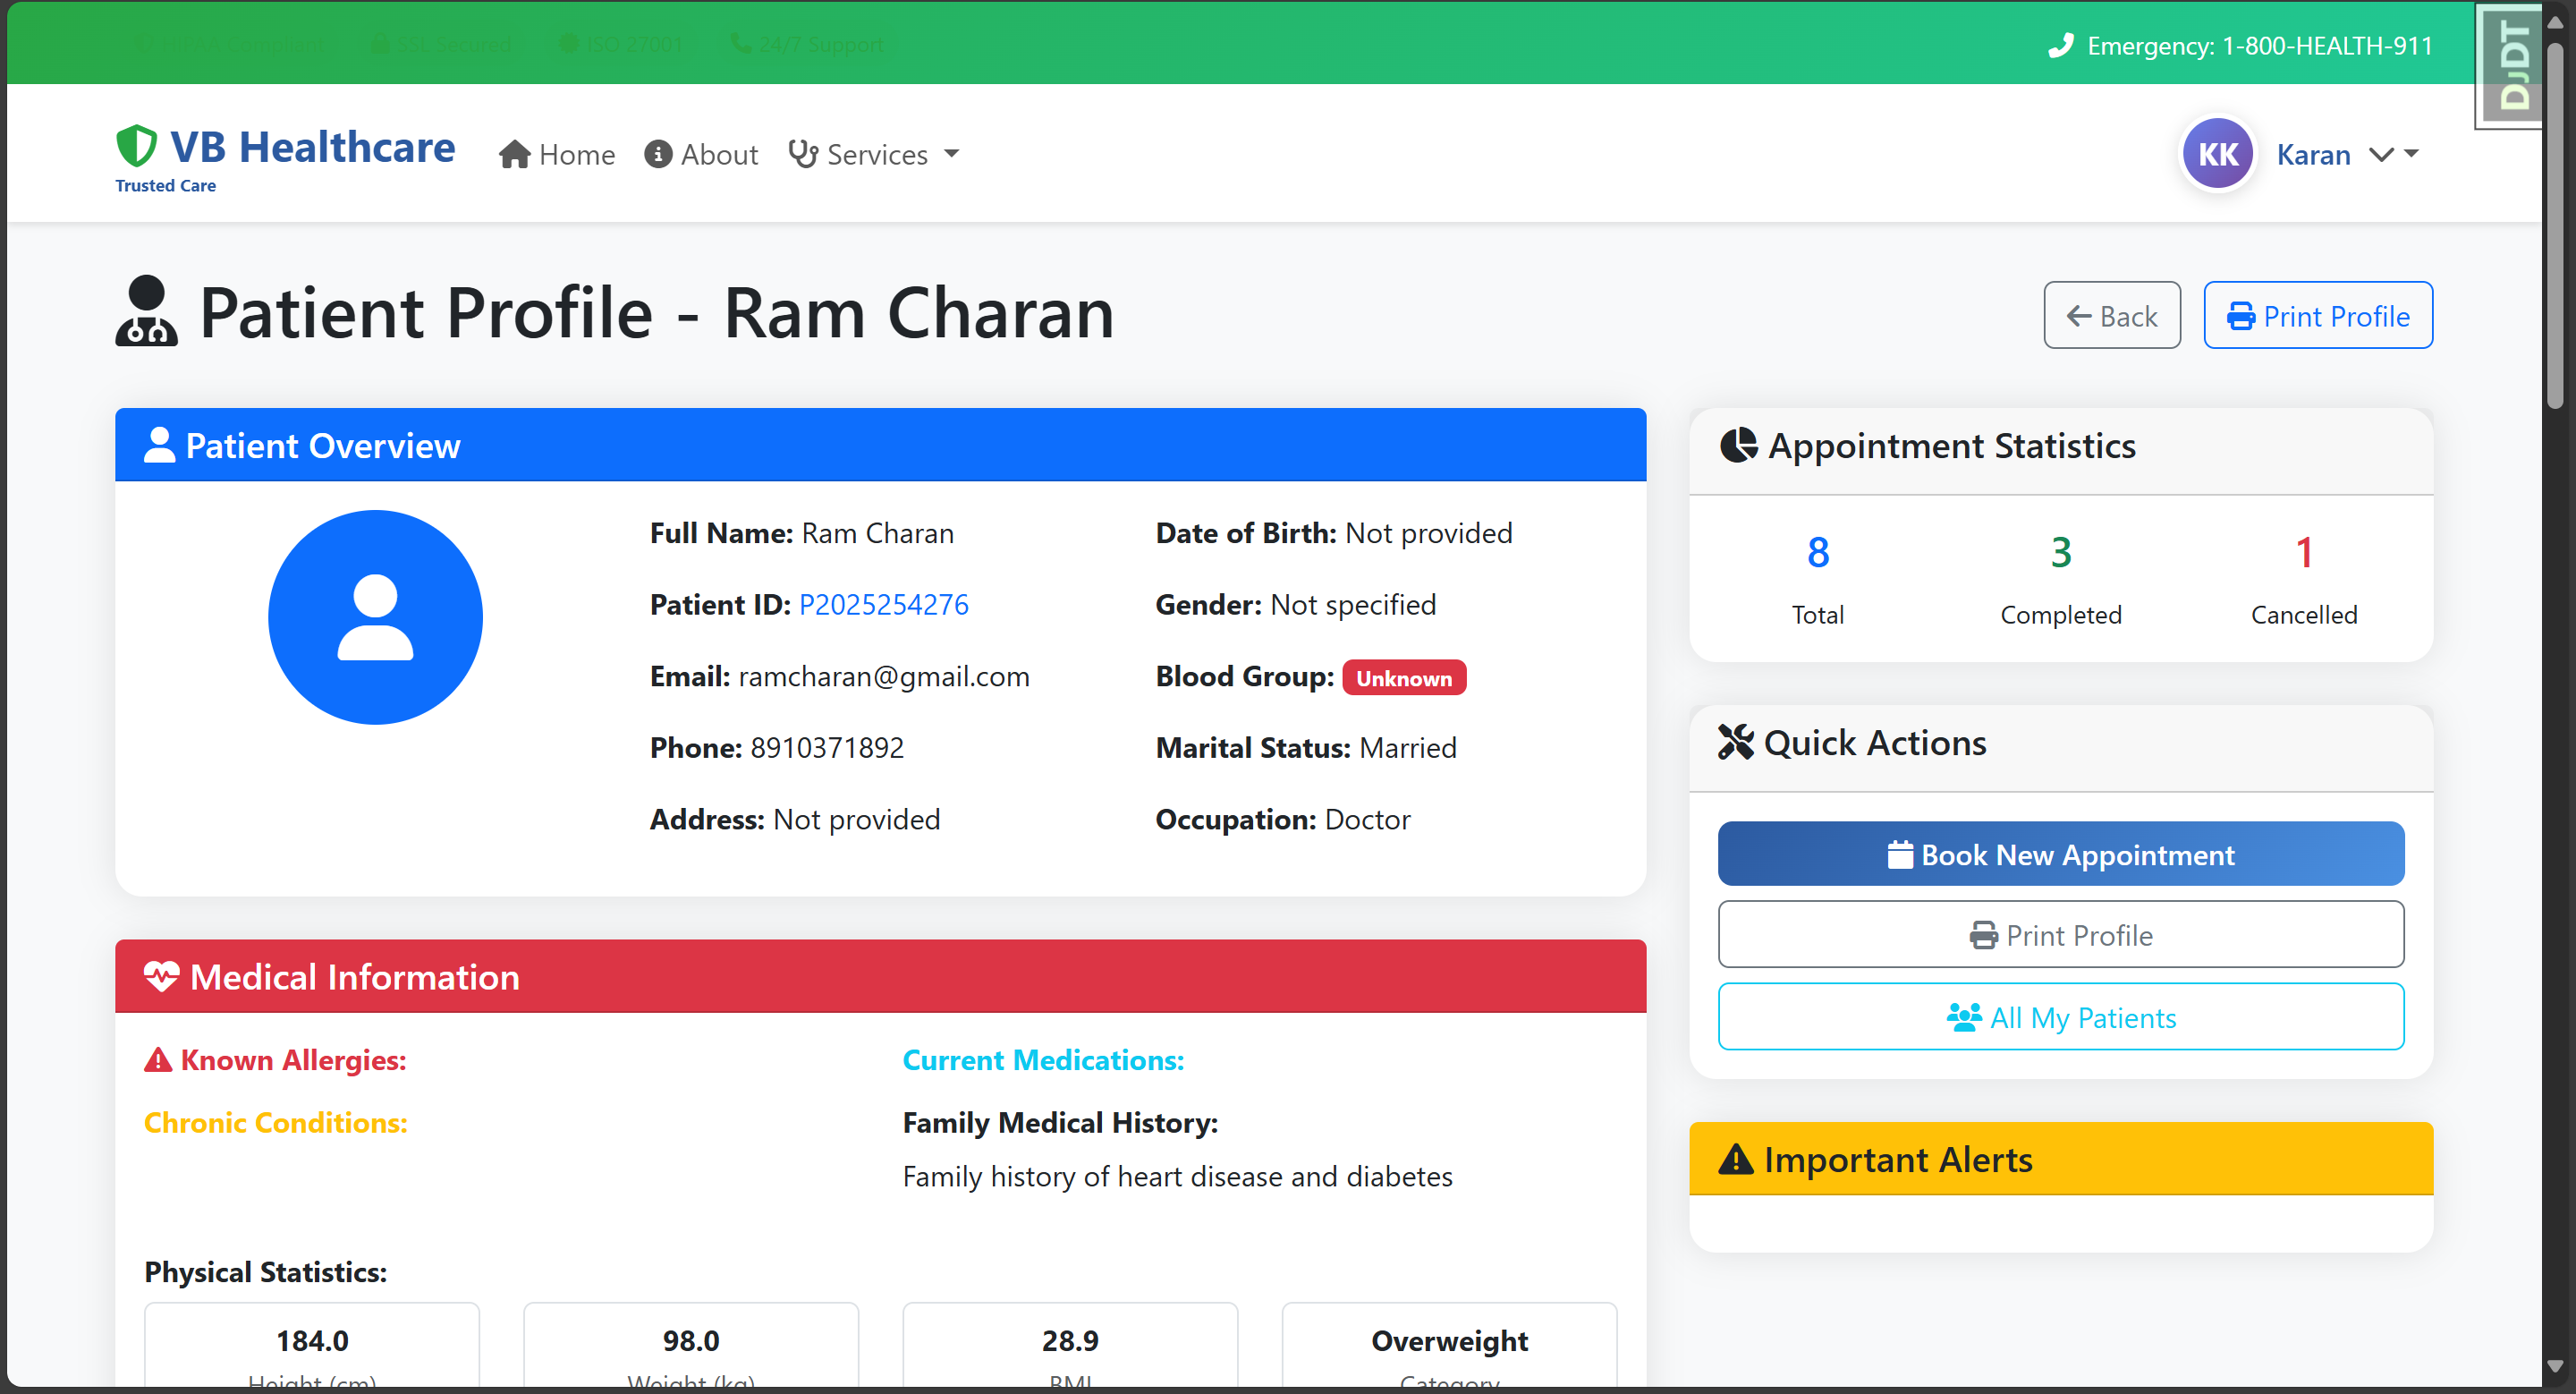 SSL Secured
ISO 27001
24/7 Support
Emergency: 1-800-HEALTH-911
DJDT
VB Healthcare
Trusted Care
Home
About
Services
KK
Karan
Patient Profile - Ram Charan
Back
Print Profile
Patient Overview
Full Name: Ram Charan
Patient ID: P2025254276
Email: ramcharan@gmail.com
Phone: 8910371892
Address: Not provided
Date of Birth: Not provided
Gender: Not specified
Blood Group: Unknown
Marital Status: Married
Occupation: Doctor
Medical Information
Known Allergies:
Current Medications:
Chronic Conditions:
Family Medical History:
Family history of heart disease and diabetes
Physical Statistics:
184.0
Height (cm)
98.0
Weight (kg)
28.9
BMI
Overweight
Category
Appointment Statistics
8
Total
3
Completed
1
Cancelled
Quick Actions
Book New Appointment
Print Profile
All My Patients
Important Alerts